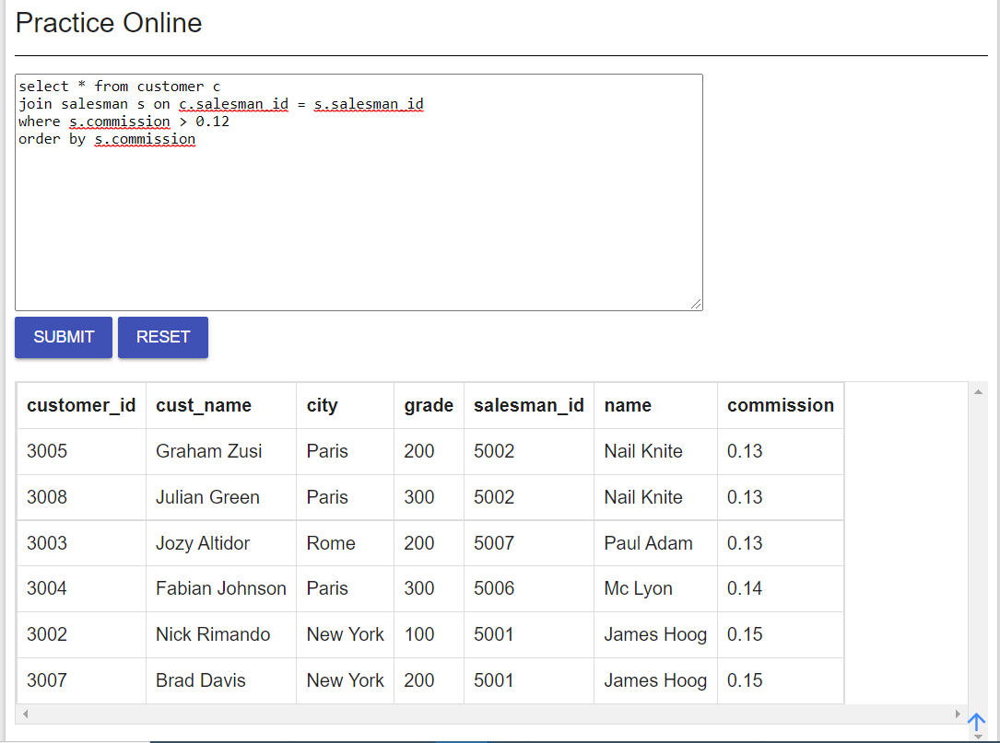 Practice Online
select * from customer c
join salesman s on c.salesman_id = s.salesman_id
where s.commission > 0.12
order by s.commission
SUBMIT RESET
customer_id cust_name city grade salesman_id name commission
3005 Graham Zusi Paris 200 5002 Nail Knite 0.13
3008 Julian Green Paris 300 5002 Nail Knite 0.13
3003 Jozy Altidor Rome 200 5007 Paul Adam 0.13
3004 Fabian Johnson Paris 300 5006 Mc Lyon 0.14
3002 Nick Rimando New York 100 5001 James Hoog 0.15
3007 Brad Davis New York 200 5001 James Hoog 0.15